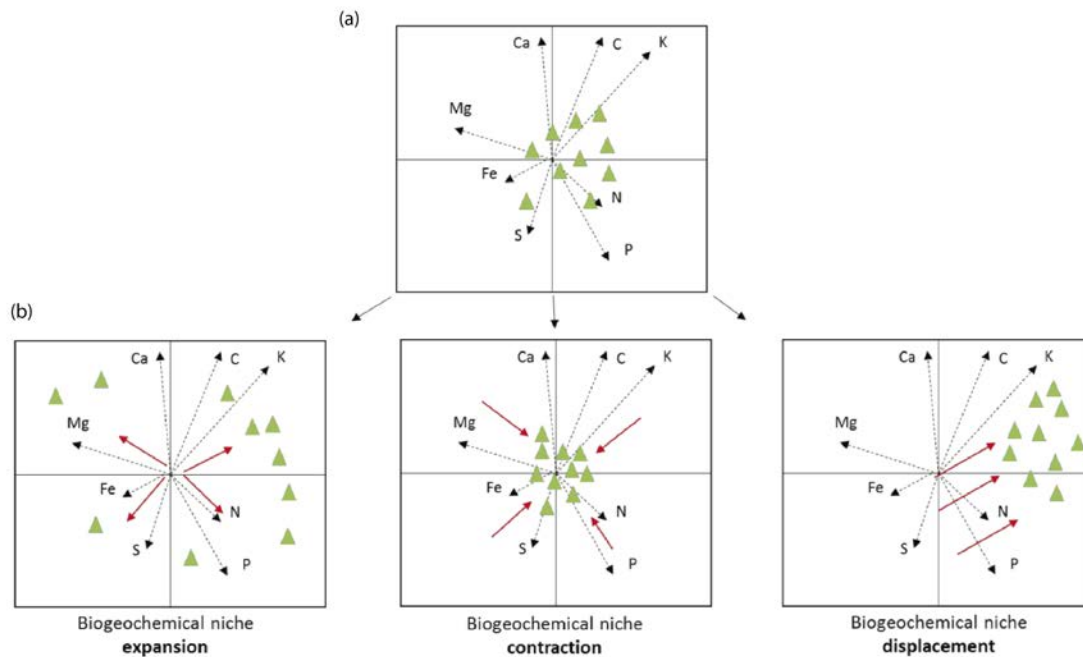 (a)
Ca
C
K
Mg
Fe
N
S
P
(b)
Ca
C
K
Mg
Fe
N
S
P
Biogeochemical niche
expansion
Ca
C
K
Mg
Fe
N
S
P
Biogeochemical niche
contraction
Ca
C
K
Mg
Fe
N
S
P
Biogeochemical niche
displacement